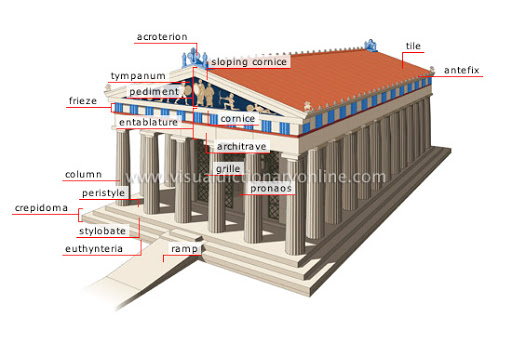 acroterion
tile
sloping cornice
antefix
tympanum
pediment
frieze
cornice
entablature
architrave
grille
column
www.visualdictionaryonline.com
pronaos
peristyle
crepidoma
stylobate
euthynteria
ramp